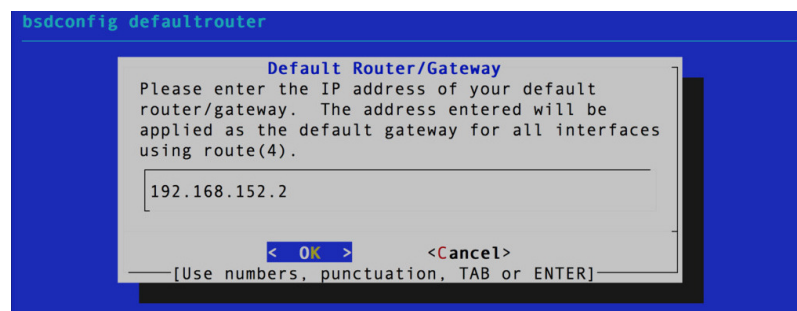 bsdconfig defaultrouter
Default Router/Gateway
Please enter the IP address of your default
router/gateway.  The address entered will be
applied as the default gateway for all interfaces
using route(4).
192.168.152.2
<  OK  >      <Cancel>
[Use numbers, punctuation, TAB or ENTER]